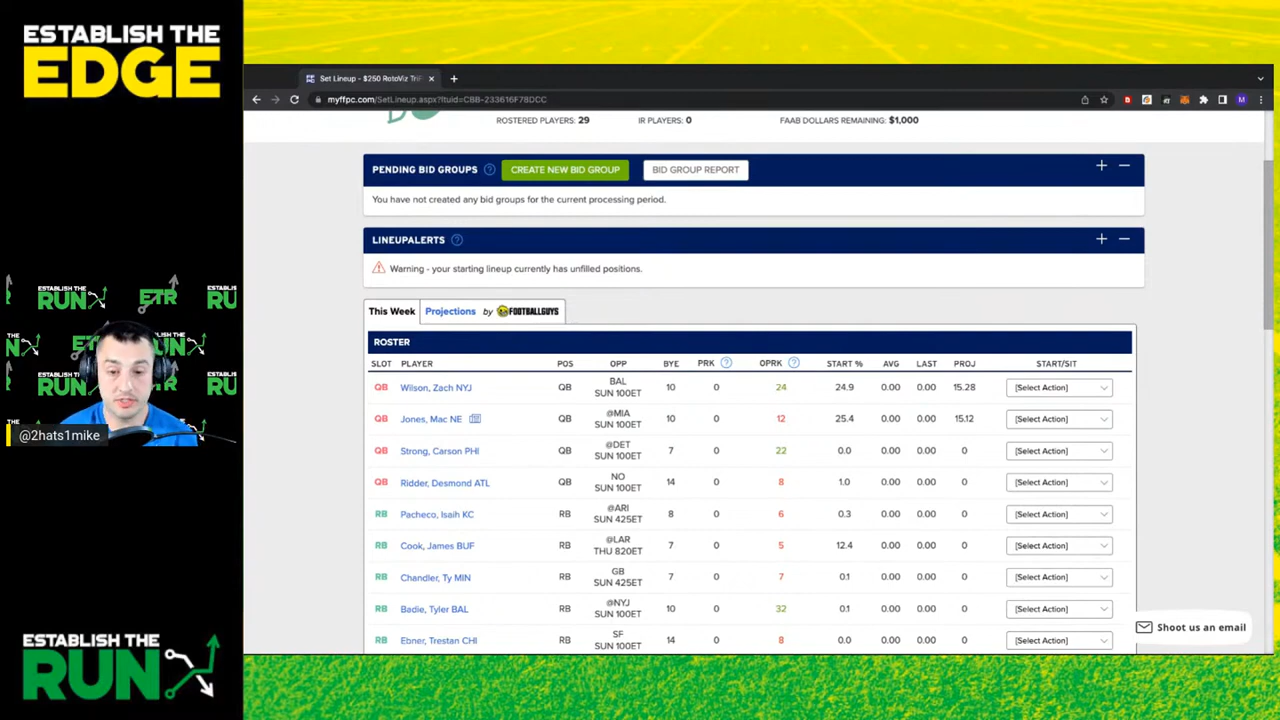 ESTABLISH THE
EDGE
ESTABLISH THE
RUN
ETR
ESTABLISH
RUN
@2hats1mike
ESTABLISH THE
RUN
Set Lineup - $250 RotoViz TriF
myffpc.com/SetLineup.aspx?ltuid=CBB-233616F78DCC
M
ROSTERED PLAYERS: 29 IR PLAYERS: 0 FAAB DOLLARS REMAINING: $1,000
PENDING BID GROUPS ? CREATE NEW BID GROUP BID GROUP REPORT + −
You have not created any bid groups for the current processing period.
LINEUPALERTS ? + −
Warning - your starting lineup currently has unfilled positions.
This Week Projections by FOOTBALLGUYS
ROSTER
SLOT PLAYER POS OPP BYE PRK ? OPRK ? START % AVG LAST PROJ START/SIT
QB Wilson, Zach NYJ QB BAL SUN 100ET 10 0 24 24.9 0.00 0.00 15.28 [Select Action]
QB Jones, Mac NE QB @MIA SUN 100ET 10 0 12 25.4 0.00 0.00 15.12 [Select Action]
QB Strong, Carson PHI QB @DET SUN 100ET 7 0 22 0.0 0.00 0.00 0 [Select Action]
QB Ridder, Desmond ATL QB NO SUN 100ET 14 0 8 1.0 0.00 0.00 0 [Select Action]
RB Pacheco, Isaih KC RB @ARI SUN 425ET 8 0 6 0.3 0.00 0.00 0 [Select Action]
RB Cook, James BUF RB @LAR THU 820ET 7 0 5 12.4 0.00 0.00 0 [Select Action]
RB Chandler, Ty MIN RB GB SUN 425ET 7 0 7 0.1 0.00 0.00 0 [Select Action]
RB Badie, Tyler BAL RB @NYJ SUN 100ET 10 0 32 0.1 0.00 0.00 0 [Select Action]
RB Ebner, Trestan CHI RB SF SUN 100ET 14 0 8 0.0 0.00 0.00 0 [Select Action]
Shoot us an email